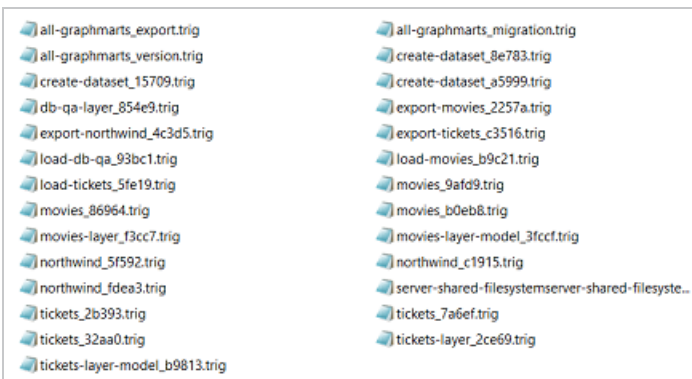 all-graphmarts_export.trig
all-graphmarts_migration.trig
all-graphmarts_version.trig
create-dataset_8e783.trig
create-dataset_15709.trig
create-dataset_a5999.trig
db-qa-layer_854e9.trig
export-movies_2257a.trig
export-northwind_4c3d5.trig
export-tickets_c3516.trig
load-db-qa_93bc1.trig
load-movies_b9c21.trig
load-tickets_5fe19.trig
movies_9afd9.trig
movies_86964.trig
movies_b0eb8.trig
movies-layer_f3cc7.trig
movies-layer-model_3fccf.trig
northwind_5f592.trig
northwind_c1915.trig
northwind_fdea3.trig
server-shared-filesystemserver-shared-filesyste...
tickets_2b393.trig
tickets_7a6ef.trig
tickets_32aa0.trig
tickets-layer_2ce69.trig
tickets-layer-model_b9813.trig